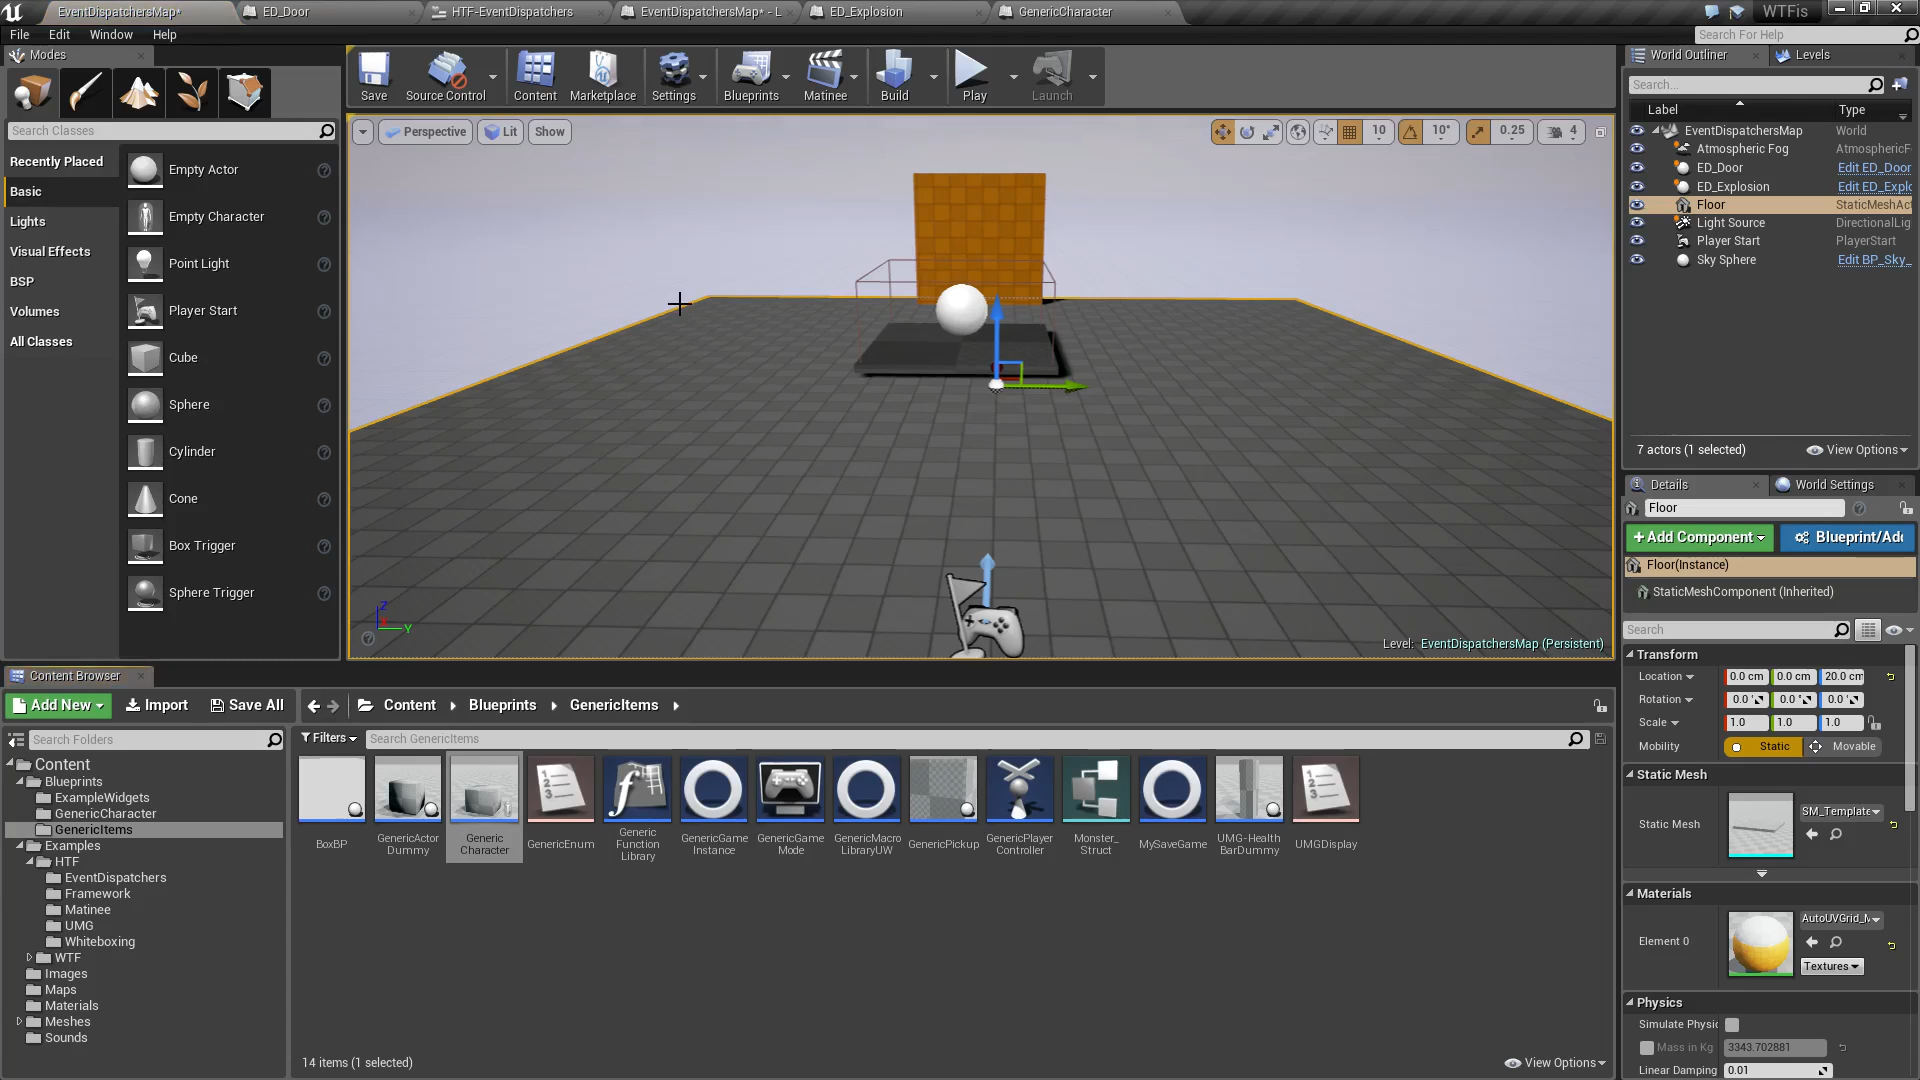 EventDispatchersMap*
ED_Door
HTF-EventDispatchers
EventDispatchersMap* - L
ED_Explosion
GenericCharacter
WTFis
File Edit Window Help
Search For Help
Modes
Search Classes
Recently Placed
Basic
Lights
Visual Effects
BSP
Volumes
All Classes
Empty Actor
Empty Character
Point Light
Player Start
Cube
Sphere
Cylinder
Cone
Box Trigger
Sphere Trigger
Save
Source Control
Content
Marketplace
Settings
Blueprints
Matinee
Build
Play
Launch
Perspective
Lit
Show
10
10°
0.25
4
Z
Y
Level: EventDispatchersMap (Persistent)
World Outliner
Levels
Search...
Label Type
EventDispatchersMap World
Atmospheric Fog AtmosphericF
ED_Door Edit ED_Door
ED_Explosion Edit ED_Explo
Floor StaticMeshAct
Light Source DirectionalLig
Player Start PlayerStart
Sky Sphere Edit BP_Sky_
7 actors (1 selected)
View Options
Details
World Settings
Floor
+Add Component
Blueprint/Add
Floor(Instance)
StaticMeshComponent (Inherited)
Search
Transform
Location 0.0 cm 0.0 cm 20.0 cm
Rotation 0.0 ° 0.0 ° 0.0 °
Scale 1.0 1.0 1.0
Mobility Static Movable
Static Mesh
Static Mesh
SM_Template
Materials
Element 0
AutoUVGrid_M
Textures
Physics
Simulate Physic
Mass in Kg 3343.702881
Linear Damping 0.01
Content Browser
Add New
Import
Save All
Content
Blueprints
GenericItems
Search Folders
Filters
Search GenericItems
Content
Blueprints
ExampleWidgets
GenericCharacter
GenericItems
Examples
HTF
EventDispatchers
Framework
Matinee
UMG
Whiteboxing
WTF
Images
Maps
Materials
Meshes
Sounds
BoxBP
GenericActor
Dummy
Generic
Character
GenericEnum
Generic
Function
Library
GenericGame
Instance
GenericGame
Mode
GenericMacro
LibraryUW
GenericPickup
GenericPlayer
Controller
Monster_
Struct
MySaveGame
UMG-Health
BarDummy
UMGDisplay
14 items (1 selected)
View Options